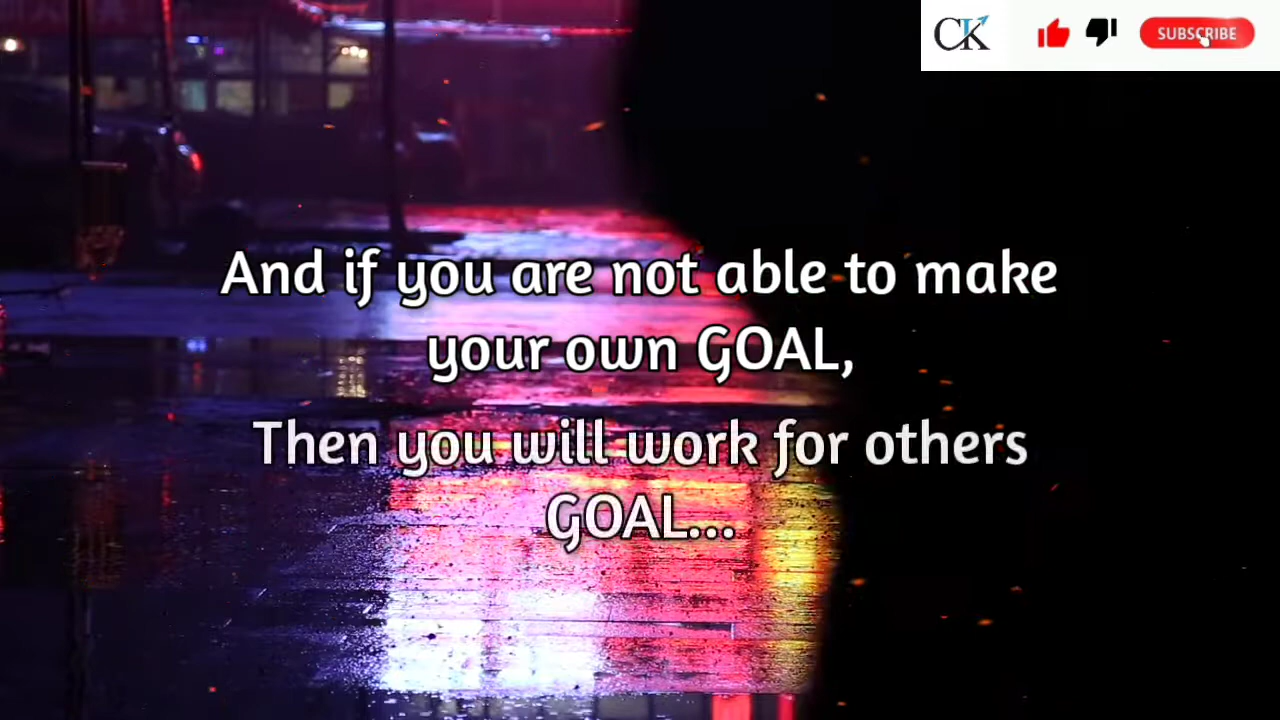 CK
SUBSCRIBE
And if you are not able to make
your own GOAL,
Then you will work for others
GOAL...